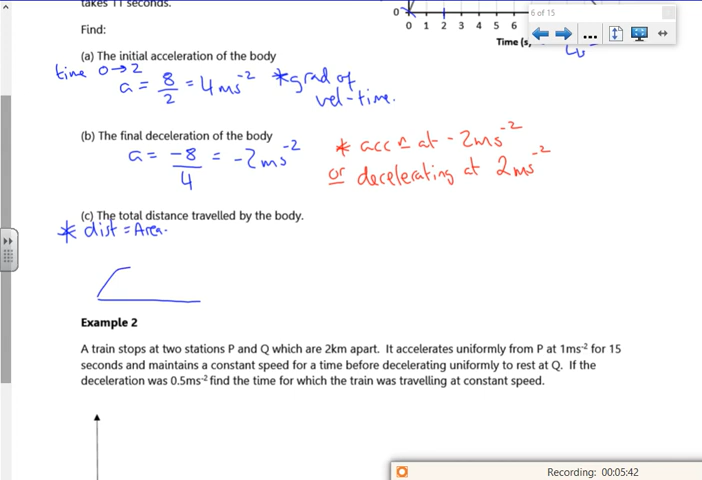 takes 11 seconds.
0
0 1 2 3 4 5 6
Time (s
6 of 15
Find:
(a) The initial acceleration of the body
time 0→2
a = 8/2 = 4ms⁻² *grad of
vel-time.
(b) The final deceleration of the body
a = -8/4 = -2ms⁻²
* accn at -2ms⁻²
or decelerating at 2ms⁻²
(c) The total distance travelled by the body.
* dist = Area.
Example 2
A train stops at two stations P and Q which are 2km apart. It accelerates uniformly from P at 1ms⁻² for 15
seconds and maintains a constant speed for a time before decelerating uniformly to rest at Q. If the
deceleration was 0.5ms⁻² find the time for which the train was travelling at constant speed.
Recording: 00:05:42